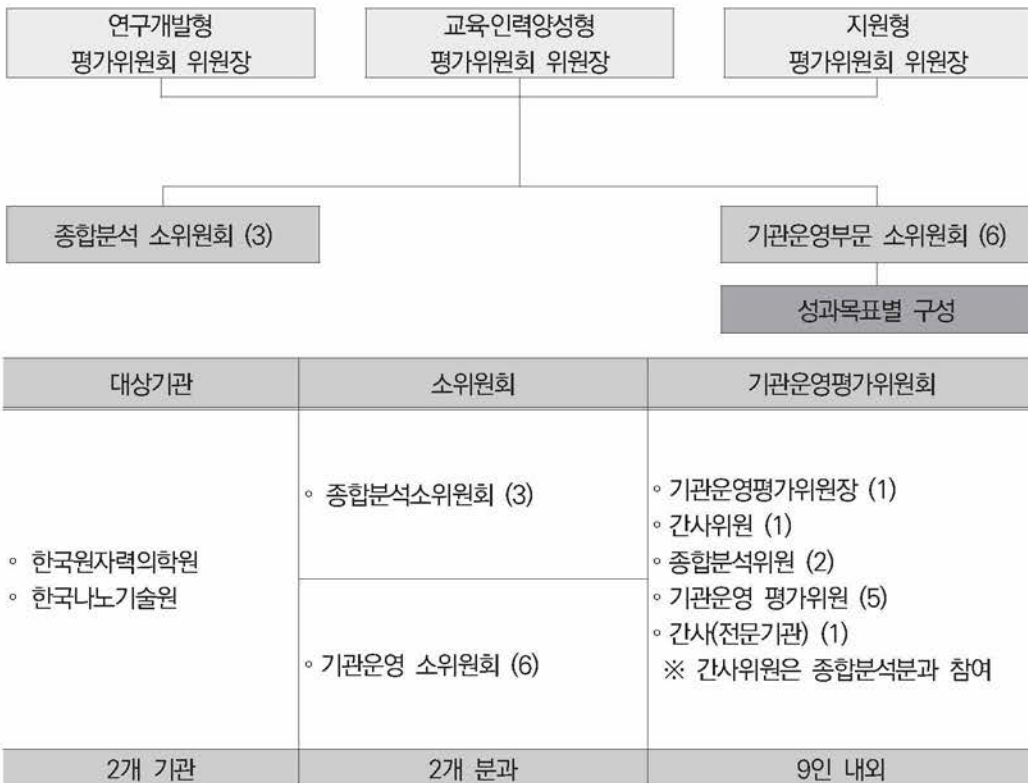 연구개발형
평가위원회 위원장
교육·인력양성형
평가위원회 위원장
지원형
평가위원회 위원장
종합분석 소위원회 (3)
기관운영부문 소위원회 (6)
성과목표별 구성
대상기관
소위원회
기관운영평가위원회
◦ 한국원자력의학원
◦ 한국나노기술원
◦ 종합분석소위원회 (3)
◦ 기관운영 소위원회 (6)
◦ 기관운영평가위원장 (1)
◦ 간사위원 (1)
◦ 종합분석위원 (2)
◦ 기관운영 평가위원 (5)
◦ 간사(전문기관) (1)
※ 간사위원은 종합분석분과 참여
2개 기관
2개 분과
9인 내외